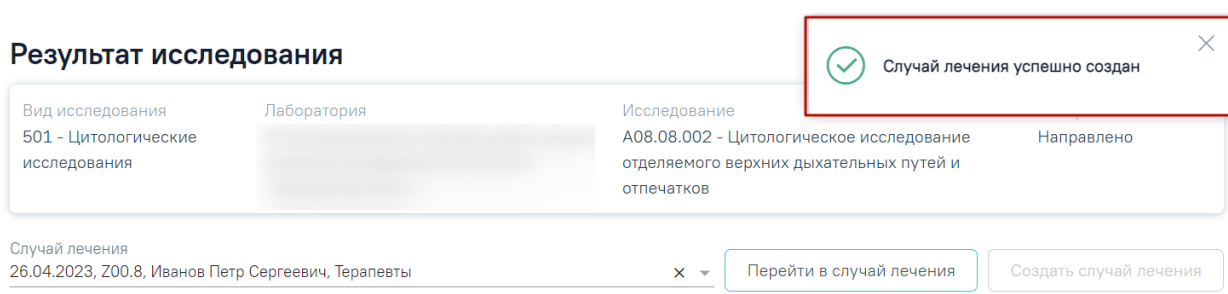 Результат исследования
Случай лечения успешно создан
Вид исследования
501 - Цитологические
исследования
Лаборатория
Исследование
A08.08.002 - Цитологическое исследование
отделяемого верхних дыхательных путей и
отпечатков
Направлено
Случай лечения
26.04.2023, Z00.8, Иванов Петр Сергеевич, Терапевты
Перейти в случай лечения
Создать случай лечения